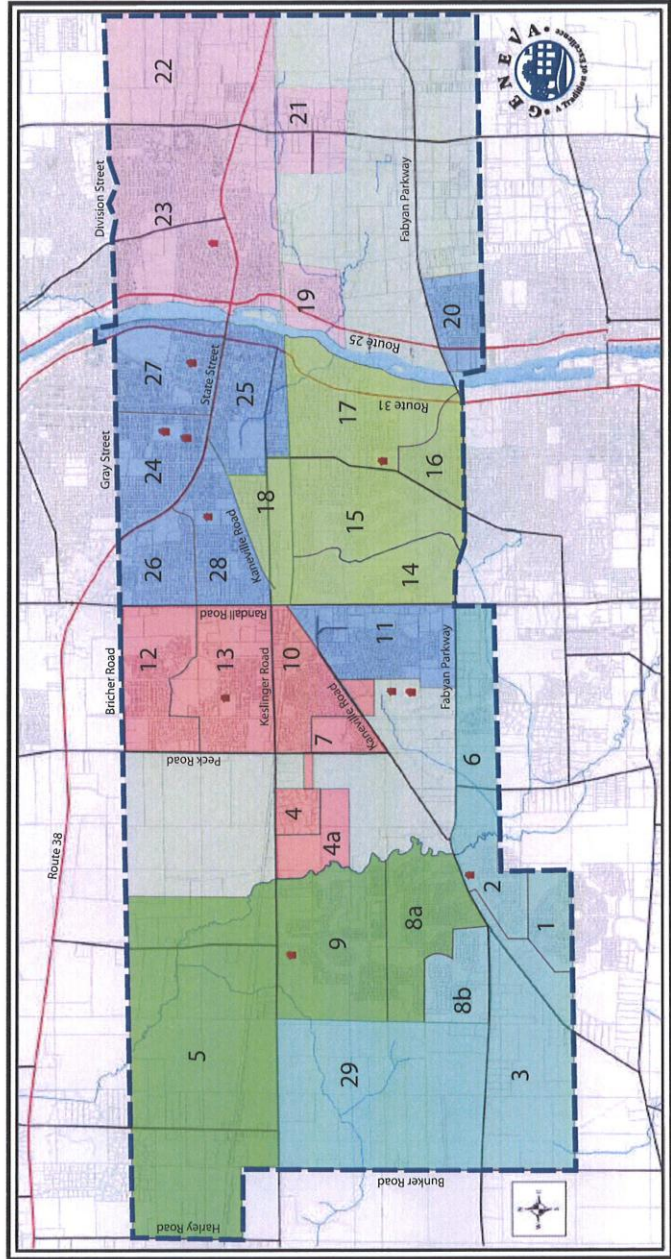 Route 38
Bricher Road
Gray Street
Division Street
Harley Road
Bunker Road
Peck Road
Randall Road
Keslinger Road
Kaneville Road
Kaneville Road
State Street
Route 25
Route 31
Fabyan Parkway
Fabyan Parkway
5
12
13
26
24
27
23
22
28
25
10
7
4
4a
9
8a
8b
29
3
2
1
6
11
18
15
17
14
16
19
21
20
GENEVA
A Tradition of Excellence
N
E
S
W